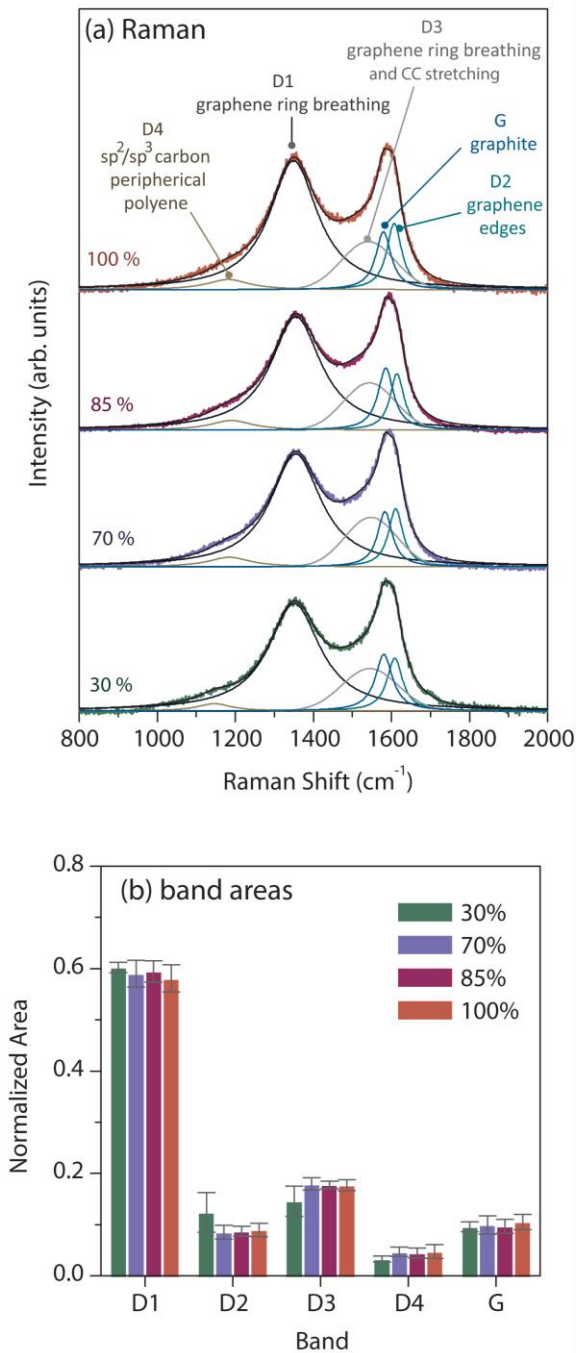 (a) Raman
D3
graphene ring breathing
and CC stretching
D1
graphene ring breathing
G
graphite
D4
sp²/sp³ carbon
peripherical
polyene
D2
graphene
edges
100 %
85 %
70 %
30 %
Intensity (arb. units)
800 1000 1200 1400 1600 1800 2000
Raman Shift (cm⁻¹)
(b) band areas
0.8
0.6
0.4
0.2
0.0
30%
70%
85%
100%
Normalized Area
D1 D2 D3 D4 G
Band